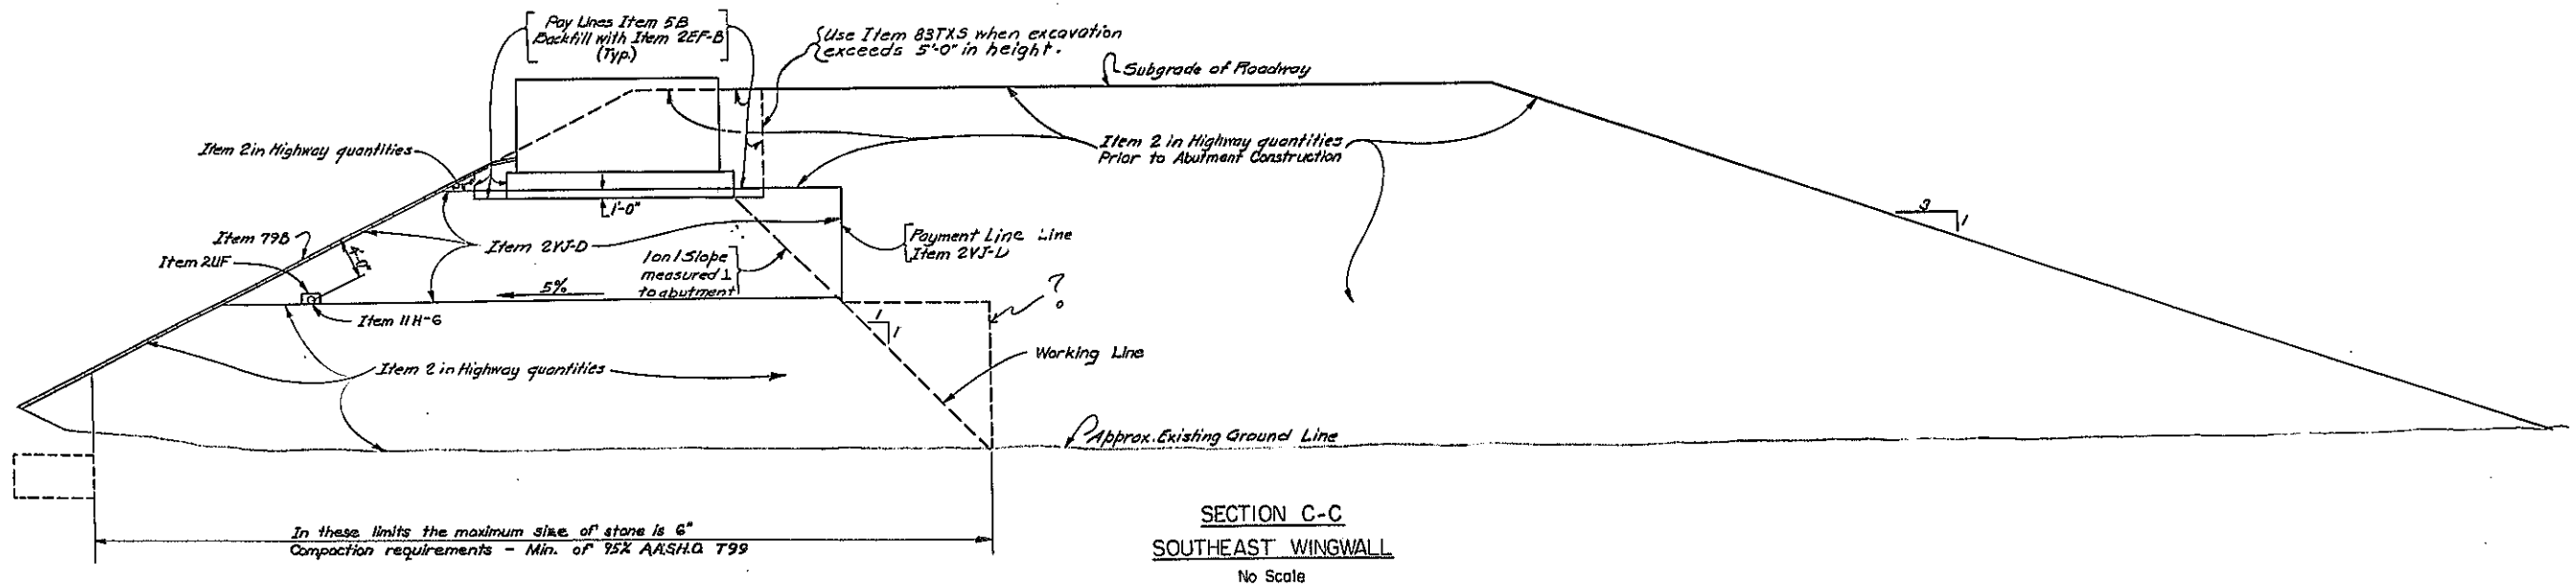 Pay Lines Item 5B
Backfill with Item 2EF-B
(Typ.)
Use Item 83TXS when excavation
exceeds 5'-0" in height.
Subgrade of Roadway
Item 2 in Highway quantities
Item 2 in Highway quantities
Prior to Abutment Construction
1'-0"
3
1
Item 79B
Item 2VJ-D
Payment Line Line
Item 2VJ-D
Item 2UF
4'-0"
1 on 1 Slope
measured ⊥
to abutment
5%
?
Item 11H-6
1
1
Working Line
Item 2 in Highway quantities
Approx. Existing Ground Line
In these limits the maximum size of stone is 6"
Compaction requirements - Min. of 95% A.A.S.H.O. T99
SECTION C-C
SOUTHEAST WINGWALL
No Scale